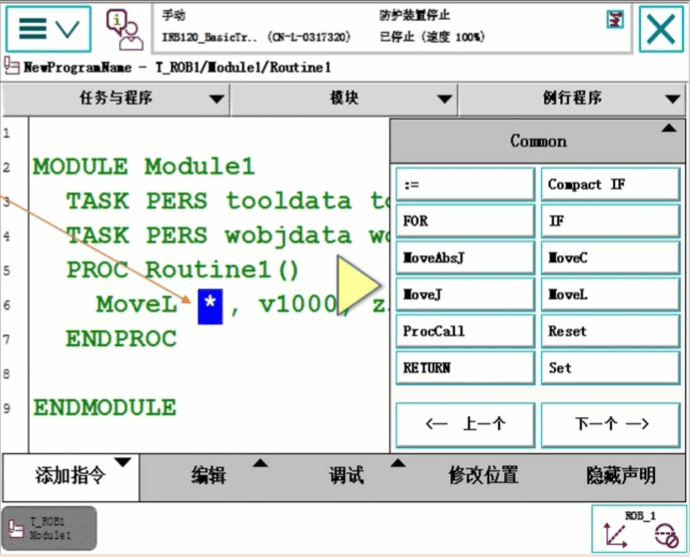 手动
防护装置停止
IRB120_BasicTr.. (CN-L-0317320)
已停止 (速度 100%)
NewProgramName - T_ROB1/Module1/Routine1
任务与程序
模块
例行程序
1
2 MODULE Module1
3 TASK PERS tooldata to
4 TASK PERS wobjdata wo
5 PROC Routine1()
6 MoveL * , v1000, z
7 ENDPROC
8
9 ENDMODULE
Common
:= Compact IF
FOR IF
MoveAbsJ MoveC
MoveJ MoveL
ProcCall Reset
RETURN Set
<— 上一个 下一个 —>
添加指令 编辑 调试 修改位置 隐藏声明
T_ROB1
Module1
ROB_1